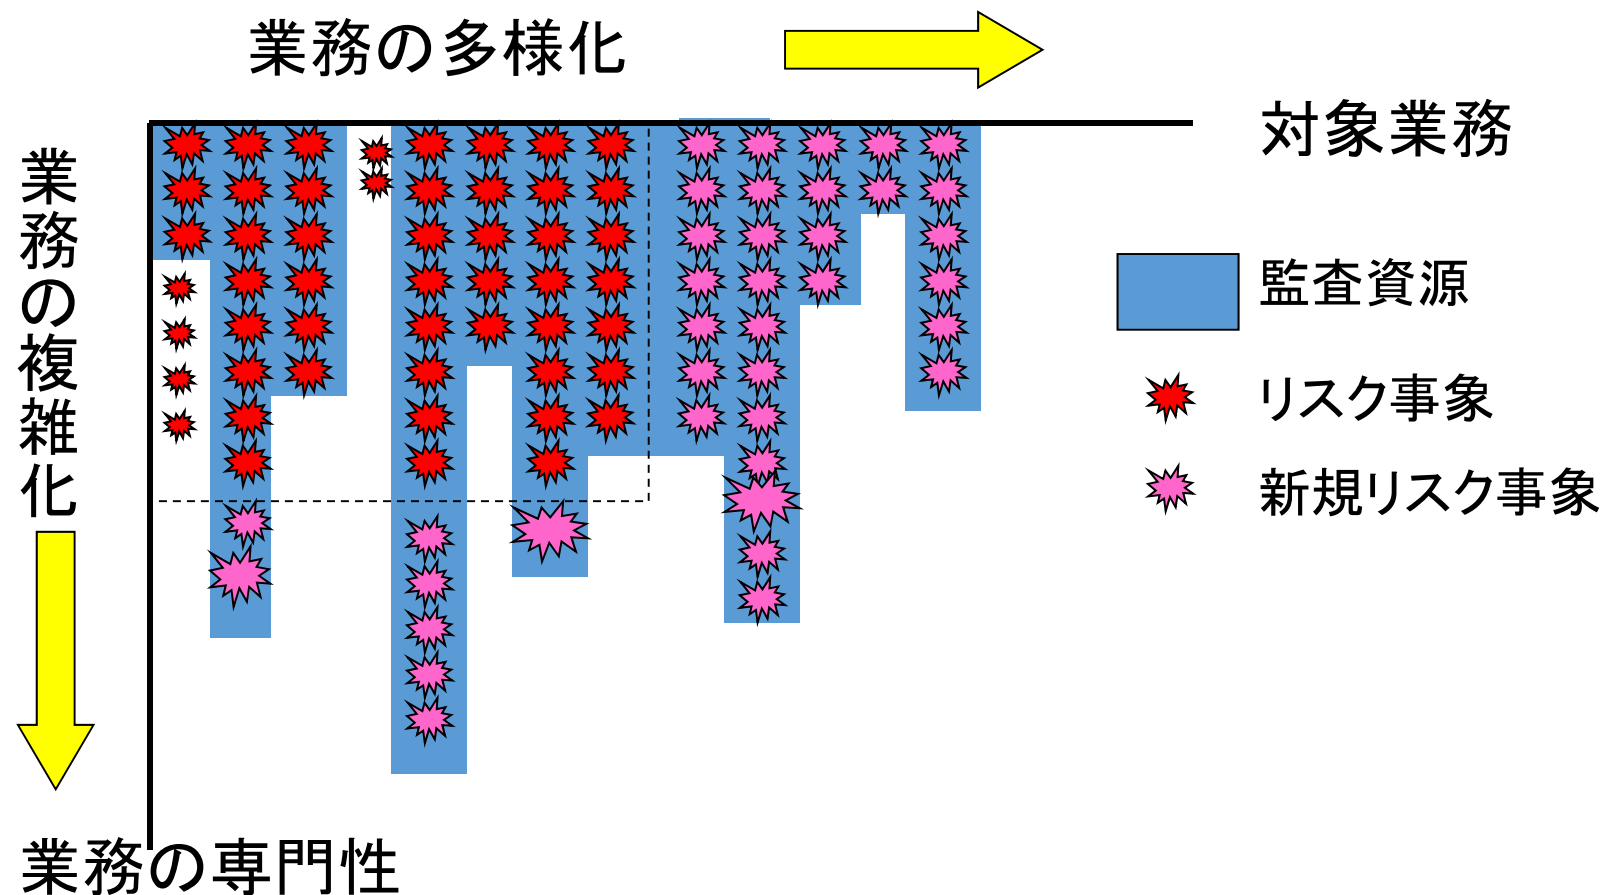 業務の多様化
対象業務
業務の複雑化
監査資源
リスク事象
新規リスク事象
業務の専門性